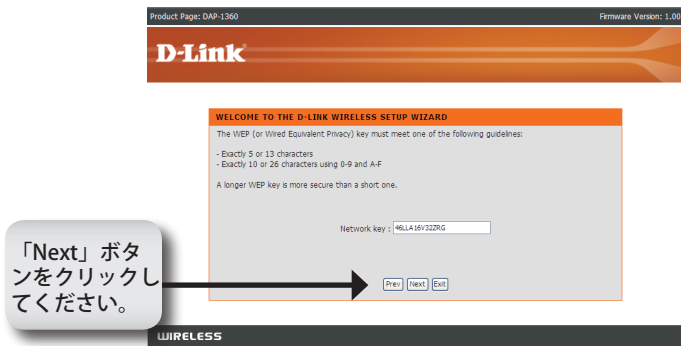 Product Page: DAP-1360 Firmware Version: 1.00
D-Link
WELCOME TO THE D-LINK WIRELESS SETUP WIZARD
The WEP (or Wired Equivalent Privacy) key must meet one of the following guidelines:
- Exactly 5 or 13 characters
- Exactly 10 or 26 characters using 0-9 and A-F
A longer WEP key is more secure than a short one.
Network key : 46LLA16V32ZRG
Prev Next Exit
「Next」ボタ
ンをクリックし
てください。
WIRELESS